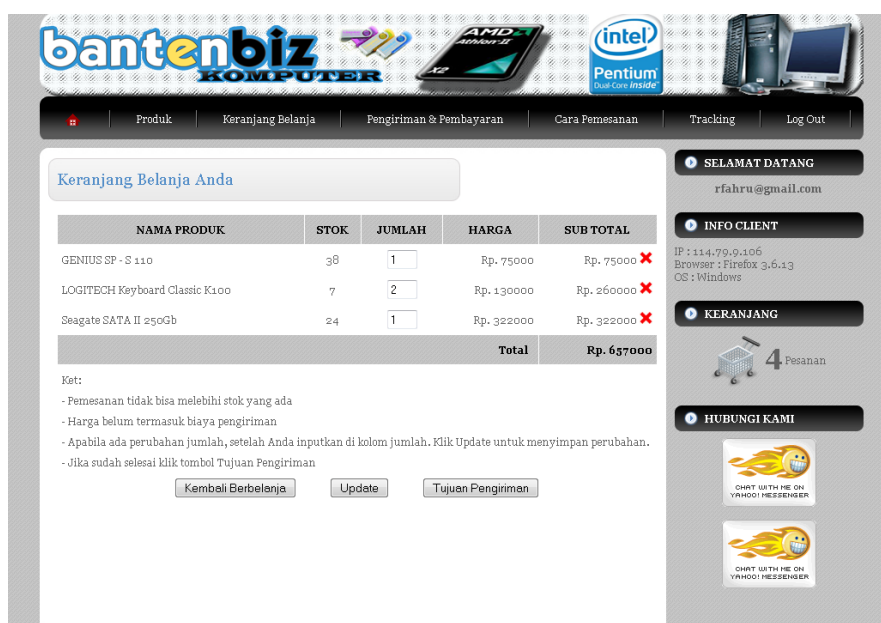 bantenbiz
KOMPUTER
AMD
Athlon II
X2
intel
Pentium
Dual-Core inside
Produk Keranjang Belanja Pengiriman & Pembayaran Cara Pemesanan Tracking Log Out
Keranjang Belanja Anda
NAMA PRODUK STOK JUMLAH HARGA SUB TOTAL
GENIUS SP - S 110 38 1 Rp. 75000 Rp. 75000
LOGITECH Keyboard Classic K100 7 2 Rp. 130000 Rp. 260000
Seagate SATA II 250Gb 24 1 Rp. 322000 Rp. 322000
Total Rp. 657000
Ket:
- Pemesanan tidak bisa melebihi stok yang ada
- Harga belum termasuk biaya pengiriman
- Apabila ada perubahan jumlah, setelah Anda inputkan di kolom jumlah. Klik Update untuk menyimpan perubahan.
- Jika sudah selesai klik tombol Tujuan Pengiriman
Kembali Berbelanja Update Tujuan Pengiriman
SELAMAT DATANG
rfahru@gmail.com
INFO CLIENT
IP : 114.79.9.106
Browser : Firefox 3.6.13
OS : Windows
KERANJANG
4 Pesanan
HUBUNGI KAMI
CHAT WITH ME ON
YAHOO! MESSENGER
CHAT WITH ME ON
YAHOO! MESSENGER